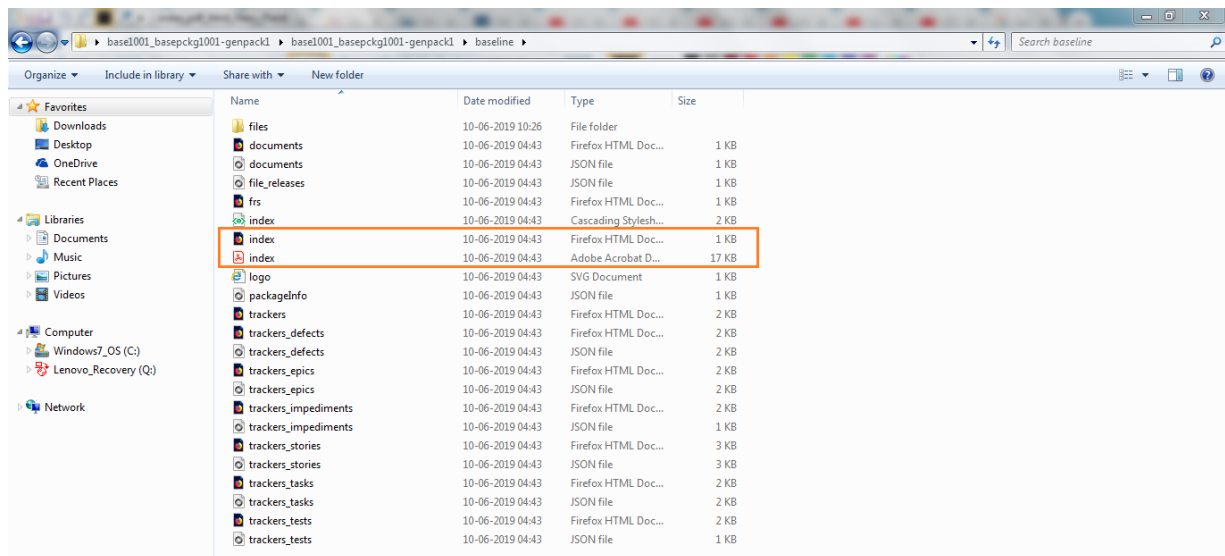 base1001_basepckg1001-genpack1 base1001_basepckg1001-genpack1 baseline Search baseline
Organize Include in library Share with New folder
Favorites
Downloads
Desktop
OneDrive
Recent Places
Libraries
Documents
Music
Pictures
Videos
Computer
Windows7_OS (C:)
Lenovo_Recovery (Q:)
Network
Name Date modified Type Size
files 10-06-2019 10:26 File folder
documents 10-06-2019 04:43 Firefox HTML Doc... 1 KB
documents 10-06-2019 04:43 JSON file 1 KB
file_releases 10-06-2019 04:43 JSON file 1 KB
frs 10-06-2019 04:43 Firefox HTML Doc... 1 KB
index 10-06-2019 04:43 Cascading Stylesh... 2 KB
index 10-06-2019 04:43 Firefox HTML Doc... 1 KB
index 10-06-2019 04:43 Adobe Acrobat D... 17 KB
logo 10-06-2019 04:43 SVG Document 1 KB
packageInfo 10-06-2019 04:43 JSON file 1 KB
trackers 10-06-2019 04:43 Firefox HTML Doc... 2 KB
trackers_defects 10-06-2019 04:43 Firefox HTML Doc... 2 KB
trackers_defects 10-06-2019 04:43 JSON file 2 KB
trackers_epics 10-06-2019 04:43 Firefox HTML Doc... 2 KB
trackers_epics 10-06-2019 04:43 JSON file 2 KB
trackers_impediments 10-06-2019 04:43 Firefox HTML Doc... 2 KB
trackers_impediments 10-06-2019 04:43 JSON file 1 KB
trackers_stories 10-06-2019 04:43 Firefox HTML Doc... 3 KB
trackers_stories 10-06-2019 04:43 JSON file 3 KB
trackers_tasks 10-06-2019 04:43 Firefox HTML Doc... 2 KB
trackers_tasks 10-06-2019 04:43 JSON file 2 KB
trackers_tests 10-06-2019 04:43 Firefox HTML Doc... 2 KB
trackers_tests 10-06-2019 04:43 JSON file 1 KB